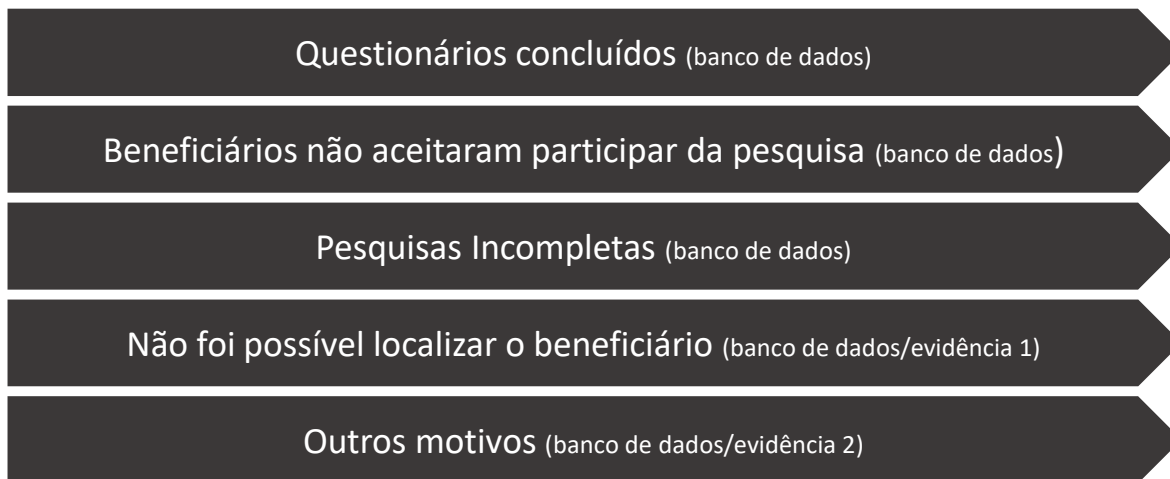 Questionários concluídos (banco de dados)
Beneficiários não aceitaram participar da pesquisa (banco de dados)
Pesquisas Incompletas (banco de dados)
Não foi possível localizar o beneficiário (banco de dados/evidência 1)
Outros motivos (banco de dados/evidência 2)